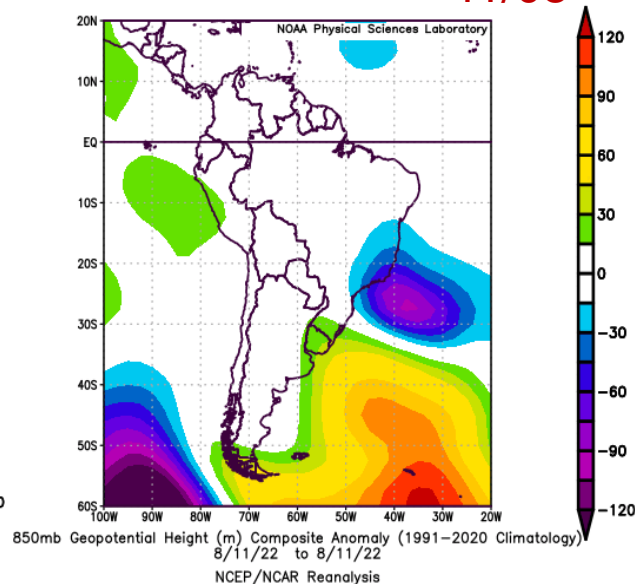 NOAA Physical Sciences Laboratory
20N
10N
EQ
10S
20S
30S
40S
50S
60S
100W 90W 80W 70W 60W 50W 40W 30W 20W
120
90
60
30
0
-30
-60
-90
-120
850mb Geopotential Height (m) Composite Anomaly (1991-2020 Climatology)
8/11/22 to 8/11/22
NCEP/NCAR Reanalysis